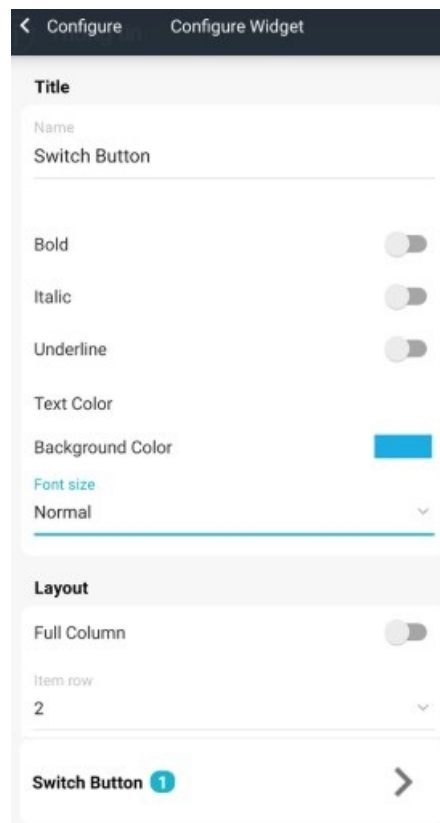 Configure Configure Widget
Title
Name
Switch Button
Bold
Italic
Underline
Text Color
Background Color
Font size
Normal
Layout
Full Column
Item row
2
Switch Button 1